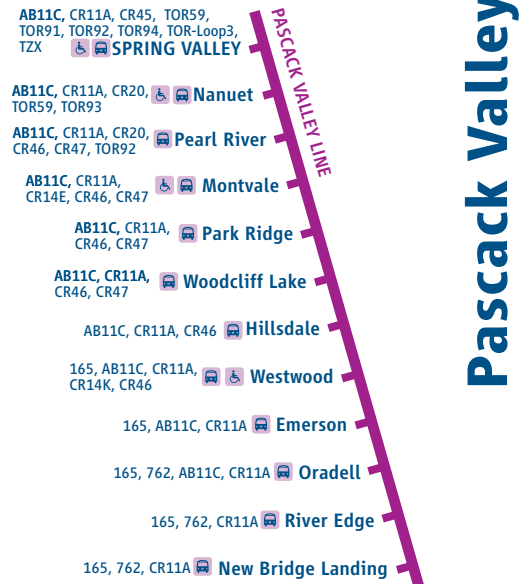 AB11C, CR11A, CR45, TOR59,
TOR91, TOR92, TOR94, TOR-Loop3,
TZX SPRING VALLEY
PASCACK VALLEY LINE
Pascack Valley
AB11C, CR11A, CR20, Nanuet
TOR59, TOR93
AB11C, CR11A, CR20, Pearl River
CR46, CR47, TOR92
AB11C, CR11A, Montvale
CR14E, CR46, CR47
AB11C, CR11A, Park Ridge
CR46, CR47
AB11C, CR11A, Woodcliff Lake
CR46, CR47
AB11C, CR11A, CR46 Hillsdale
165, AB11C, CR11A, Westwood
CR14K, CR46
165, AB11C, CR11A Emerson
165, 762, AB11C, CR11A Oradell
165, 762, CR11A River Edge
165, 762, CR11A New Bridge Landing